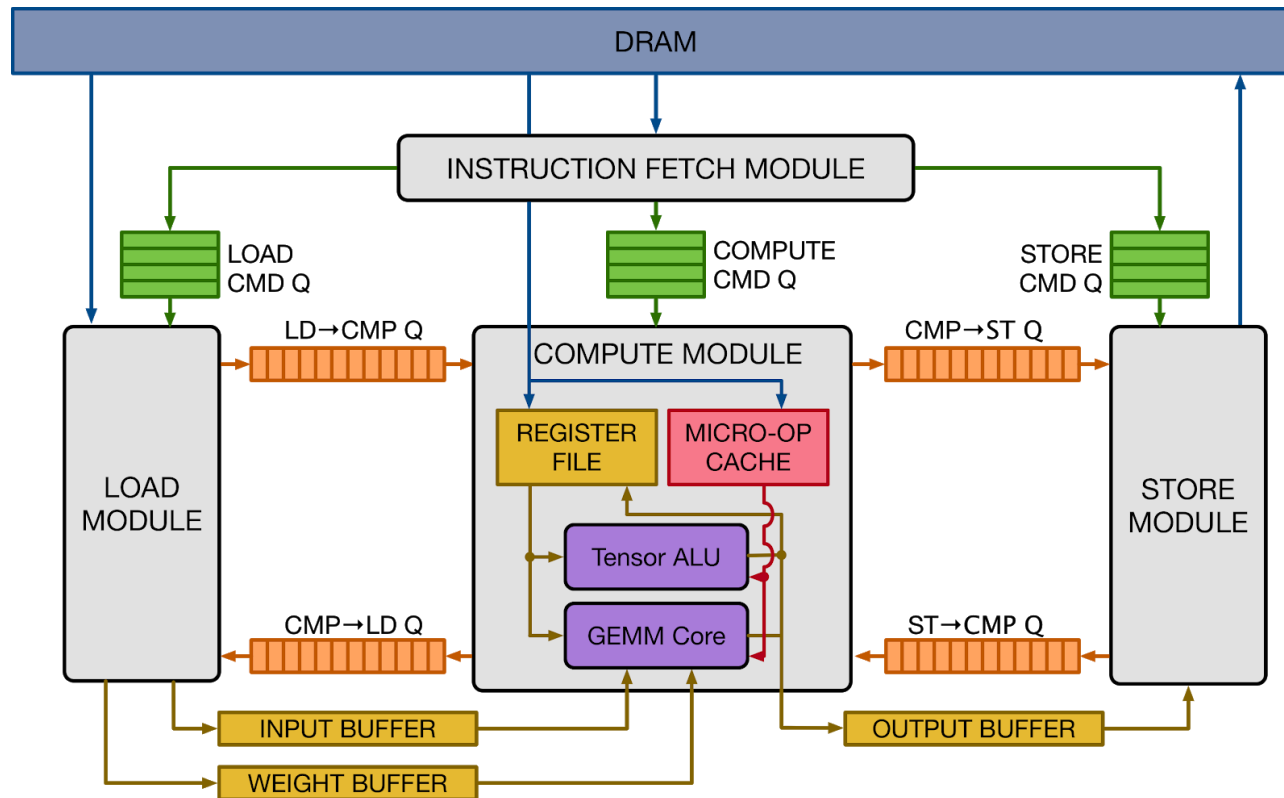 DRAM
INSTRUCTION FETCH MODULE
LOAD
CMD Q
COMPUTE
CMD Q
STORE
CMD Q
LD→CMP Q
COMPUTE MODULE
CMP→ST Q
REGISTER
FILE
MICRO-OP
CACHE
LOAD
MODULE
STORE
MODULE
Tensor ALU
GEMM Core
CMP→LD Q
ST→CMP Q
INPUT BUFFER
OUTPUT BUFFER
WEIGHT BUFFER